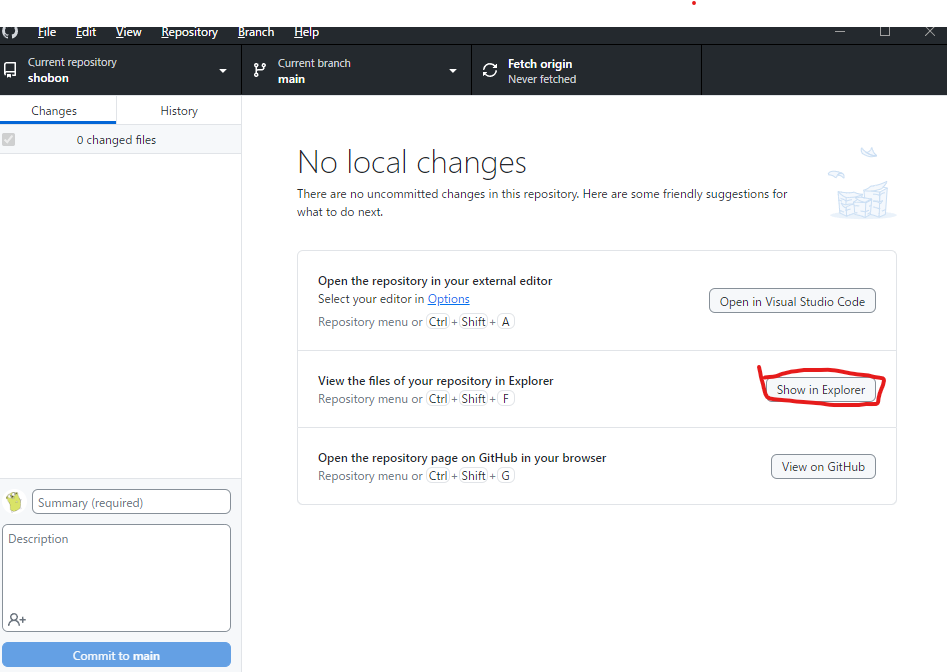 File Edit View Repository Branch Help
Current repository
shobon
Current branch
main
Fetch origin
Never fetched
Changes History
0 changed files
No local changes
There are no uncommitted changes in this repository. Here are some friendly suggestions for
what to do next.
Open the repository in your external editor
Select your editor in Options
Repository menu or Ctrl + Shift + A
Open in Visual Studio Code
View the files of your repository in Explorer
Repository menu or Ctrl + Shift + F
Show in Explorer
Open the repository page on GitHub in your browser
Repository menu or Ctrl + Shift + G
View on GitHub
Summary (required)
Description
Commit to main